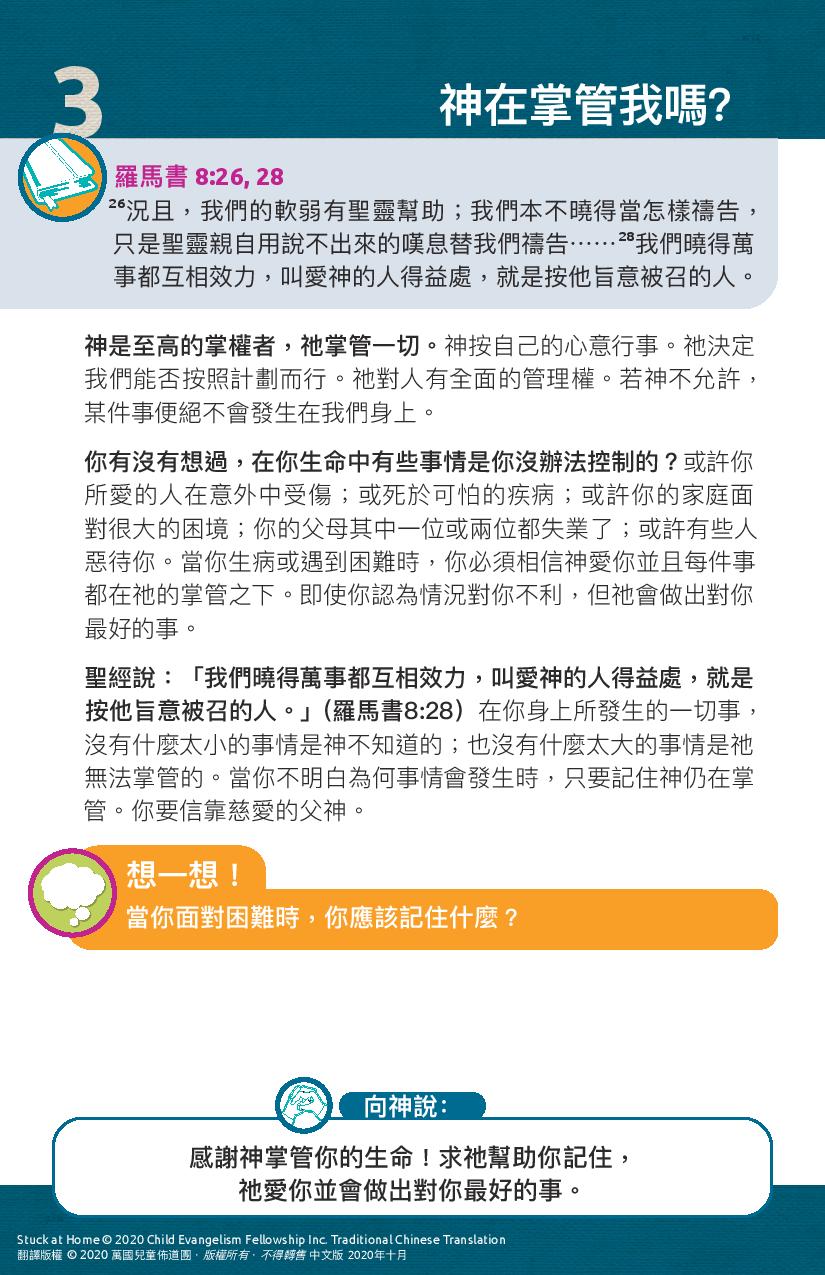 3
神在掌管我嗎?
羅馬書 8:26, 28
26況且，我們的軟弱有聖靈幫助；我們本不曉得當怎樣禱告，
只是聖靈親自用說不出來的嘆息替我們禱告⋯⋯28我們曉得萬
事都互相效力，叫愛神的人得益處，就是按他旨意被召的人。
神是至高的掌權者，祂掌管一切。神按自己的心意行事。祂決定
我們能否按照計劃而行。祂對人有全面的管理權。若神不允許，
某件事便絕不會發生在我們身上。
你有沒有想過，在你生命中有些事情是你沒辦法控制的？或許你
所愛的人在意外中受傷；或死於可怕的疾病；或許你的家庭面
對很大的困境；你的父母其中一位或兩位都失業了；或許有些人
惡待你。當你生病或遇到困難時，你必須相信神愛你並且每件事
都在祂的掌管之下。即使你認為情況對你不利，但祂會做出對你
最好的事。
聖經說：「我們曉得萬事都互相效力，叫愛神的人得益處，就是
按他旨意被召的人。」（羅馬書8:28）在你身上所發生的一切事，
沒有什麼太小的事情是神不知道的；也沒有什麼太大的事情是祂
無法掌管的。當你不明白為何事情會發生時，只要記住神仍在掌
管。你要信靠慈愛的父神。
想一想！
當你面對困難時，你應該記住什麼？
向神說：
感謝神掌管你的生命！求祂幫助你記住，
祂愛你並會做出對你最好的事。
Stuck at Home © 2020 Child Evangelism Fellowship Inc. Traditional Chinese Translation
翻譯版權 © 2020 萬國兒童佈道團．版權所有．不得轉售 中文版 2020年十月